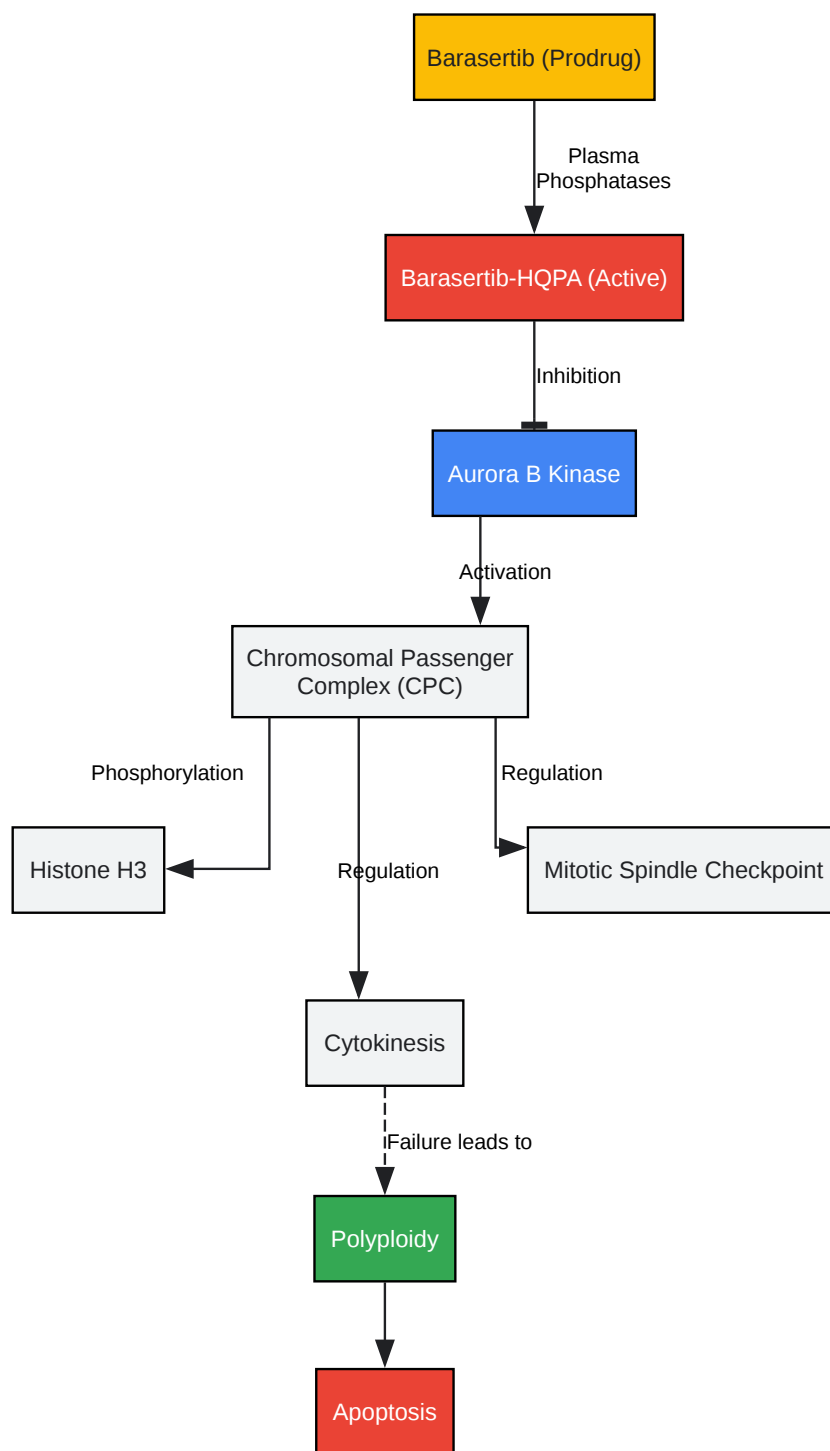 Barasertib (Prodrug)
Plasma
Phosphatases
Barasertib-HQPA (Active)
Inhibition
Aurora B Kinase
Activation
Chromosomal Passenger
Complex (CPC)
Phosphorylation
Regulation
Histone H3
Regulation
Mitotic Spindle Checkpoint
Cytokinesis
Failure leads to
Polyploidy
Apoptosis